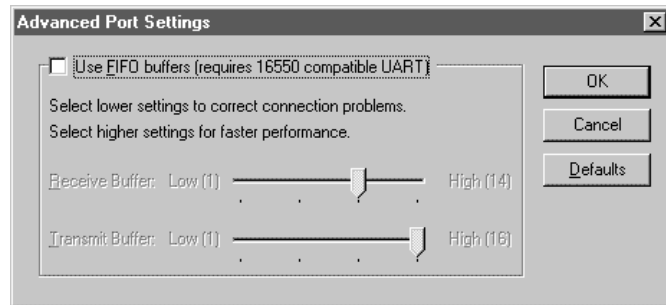 Advanced Port Settings
Use FIFO buffers (requires 16550 compatible UART)
Select lower settings to correct connection problems.
Select higher settings for faster performance.
Receive Buffer: Low (1) High (14)
Transmit Buffer: Low (1) High (16)
OK
Cancel
Defaults